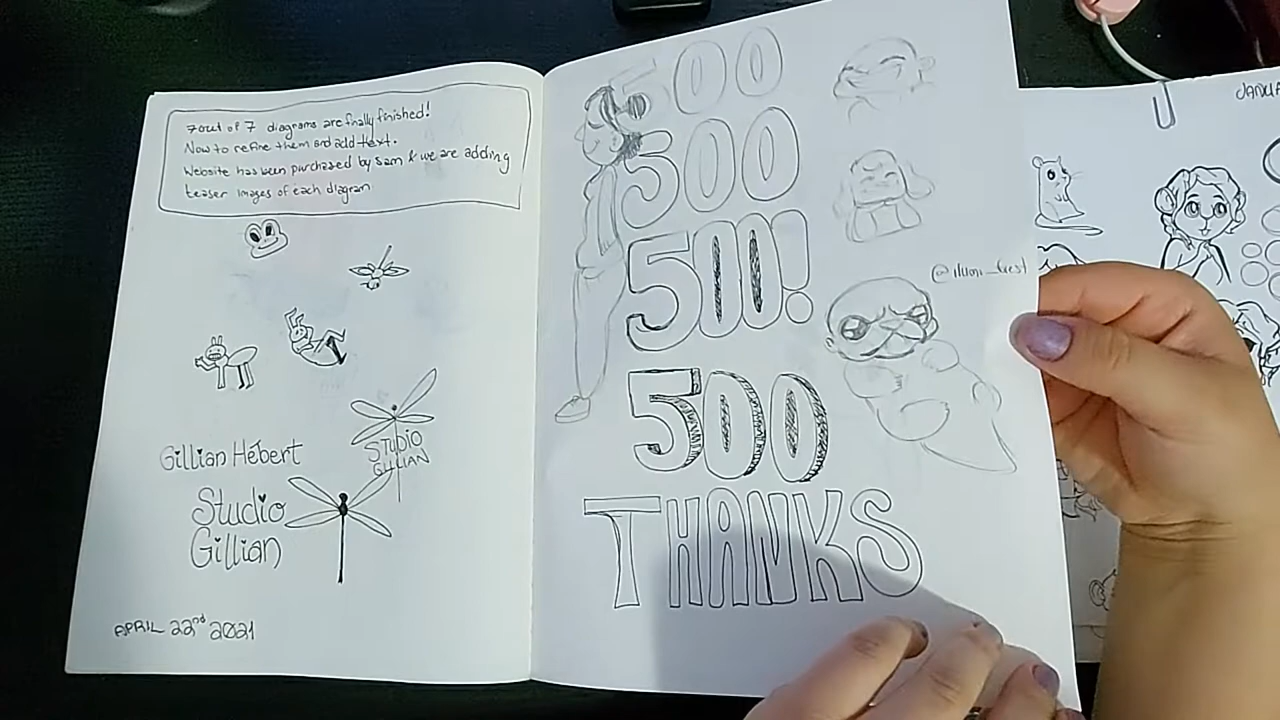 7 out of 7 diagrams are finally finished!
Now to refine them and add text.
Website has been purchased by Sam & we are adding
teaser images of each diagram
Gillian Hébert
STUDIO
GILLIAN
Studio
Gillian
APRIL 22nd 2021
500
500
500!
500
THANKS